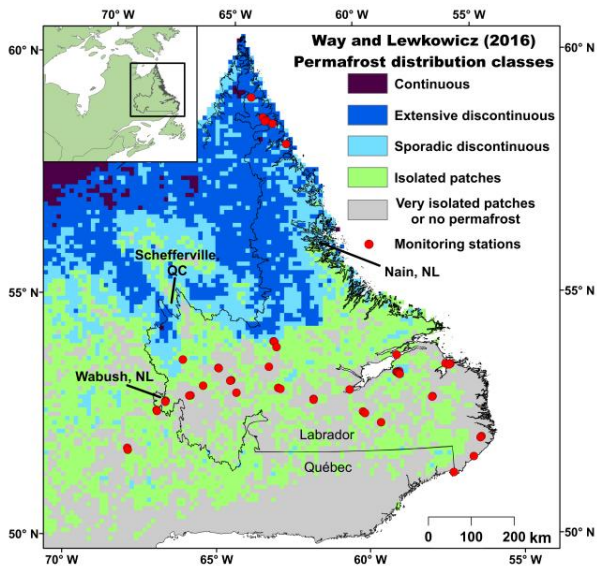 70° W 65° W 60° W 55° W
60° N
60° N
Way and Lewkowicz (2016)
Permafrost distribution classes
Continuous
Extensive discontinuous
Sporadic discontinuous
Isolated patches
Very isolated patches
or no permafrost
Monitoring stations
Schefferville,
QC
Nain, NL
55° N
55° N
Wabush, NL
Labrador
Québec
50° N
50° N
0 100 200
km
70° W 65° W 60° W 55° W